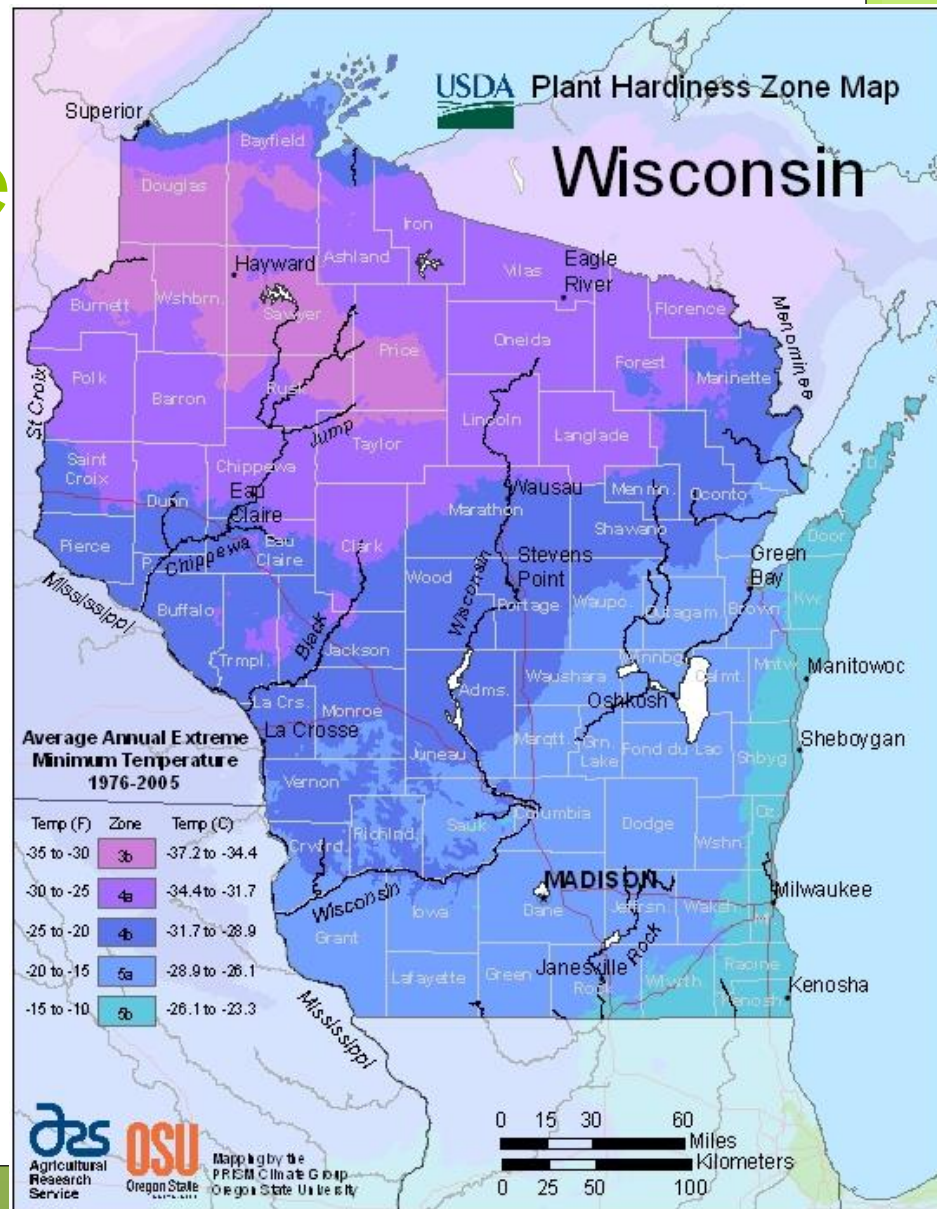 e
USDA Plant Hardiness Zone Map
Wisconsin
Superior
Bayfield
Douglas
Iron
Ashland
Hayward
Vilas
Eagle
River
Burnett
Wshbrn.
Sawyer
Florence
Menominee
Price
Oneida
Forest
Marinette
Polk
Barron
Rusk
Lincoln
Langlade
St Croix
Jump
Taylor
Saint
Croix
Chippewa
Dunn
Eau
Claire
Marathon
Wausau
Menmn.
Oconto
Shawano
Door
Pierce
P.
Chippewa
Eau
Claire
Clark
Wood
Wisconsin
Stevens
Point
Green
Bay
Mississippi
Buffalo
Portage
Waupc.
Outagam.
Brown
Kw.
Black
Jackson
Trmpl.
Adms.
Waushara
Winnbg.
Calmt.
Mntw.
Manitowoc
Oshkosh
La Crs.
Monroe
La Crosse
Juneau
Marqtt.
Grn.
Lake
Fond du Lac
Shbyg
Sheboygan
Average Annual Extreme
Minimum Temperature
1976-2005
Vernon
Richlnd.
Sauk
Columbia
Dodge
Oz.
Wshn.
Crwfrd.
Temp (F) Zone Temp (C)
-35 to -30 3b -37.2 to -34.4
-30 to -25 4a -34.4 to -31.7
-25 to -20 4b -31.7 to -28.9
-20 to -15 5a -28.9 to -26.1
-15 to -10 5b -26.1 to -23.3
Wisconsin
MADISON
Dane
Jeffrsn.
Waksh.
Milwaukee
Mil
Grant
Iowa
Lafayette
Green
Janesville
Rock
Rock
Wlwrth
Racine
Kenosh.
Kenosha
Mississippi
ars
Agricultural
Research
Service
OSU
Oregon State
Mapping by the
PRISM Climate Group
Oregon State University
0 15 30 60
Miles
Kilometers
0 25 50 100